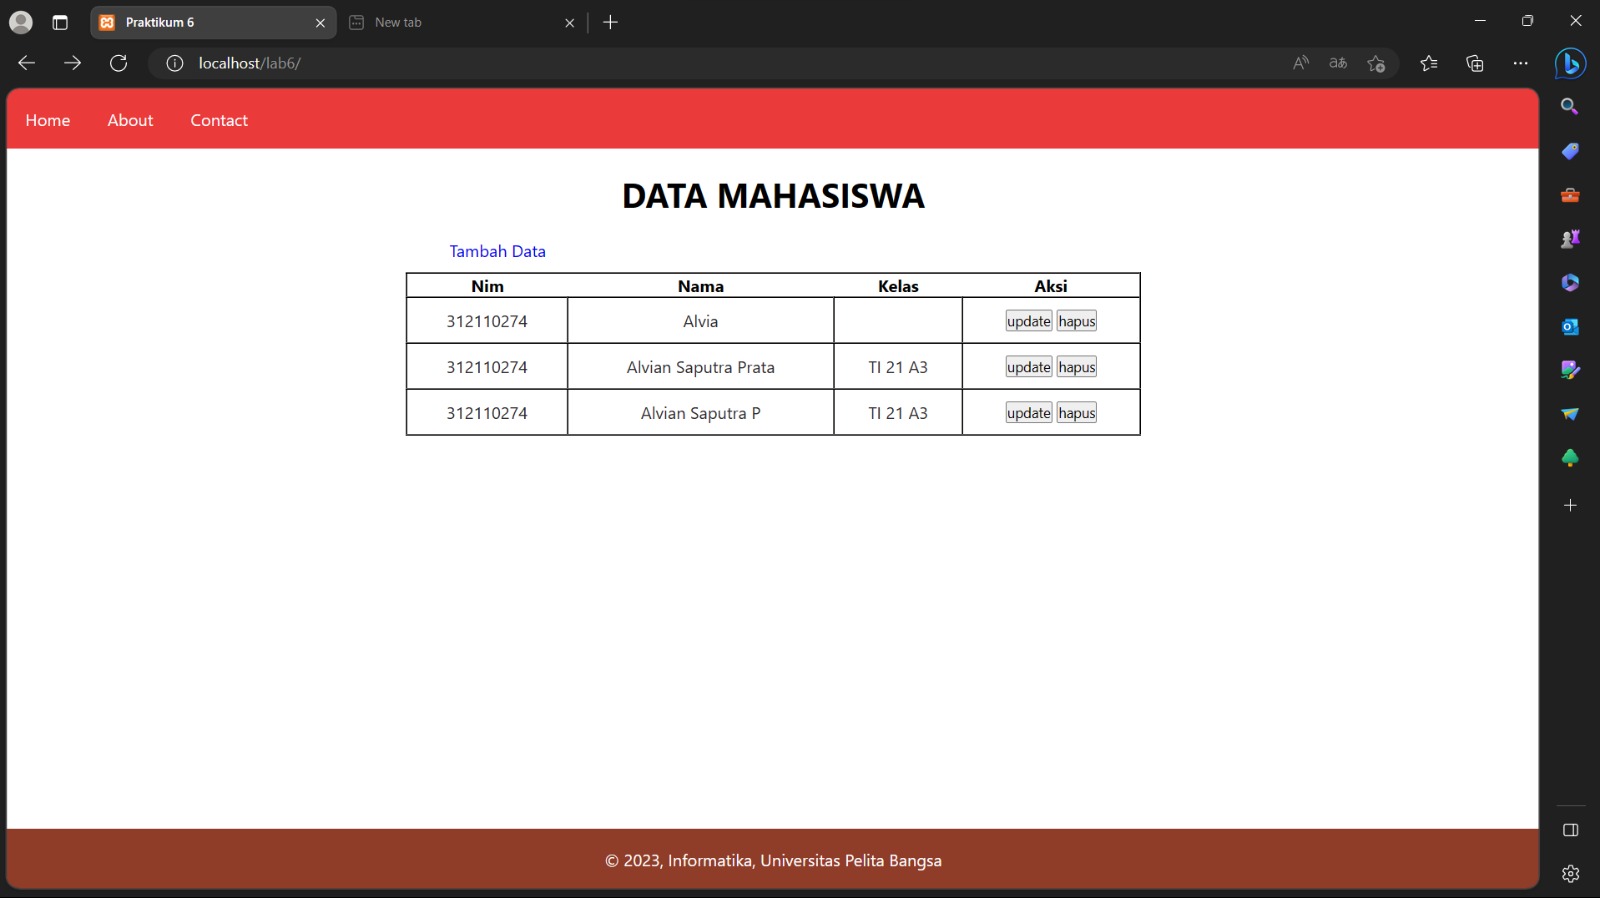 Praktikum 6
New tab
localhost/lab6/
Home About Contact
DATA MAHASISWA
Tambah Data
Nim Nama Kelas Aksi
312110274 Alvia update hapus
312110274 Alvian Saputra Prata TI 21 A3 update hapus
312110274 Alvian Saputra P TI 21 A3 update hapus
© 2023, Informatika, Universitas Pelita Bangsa